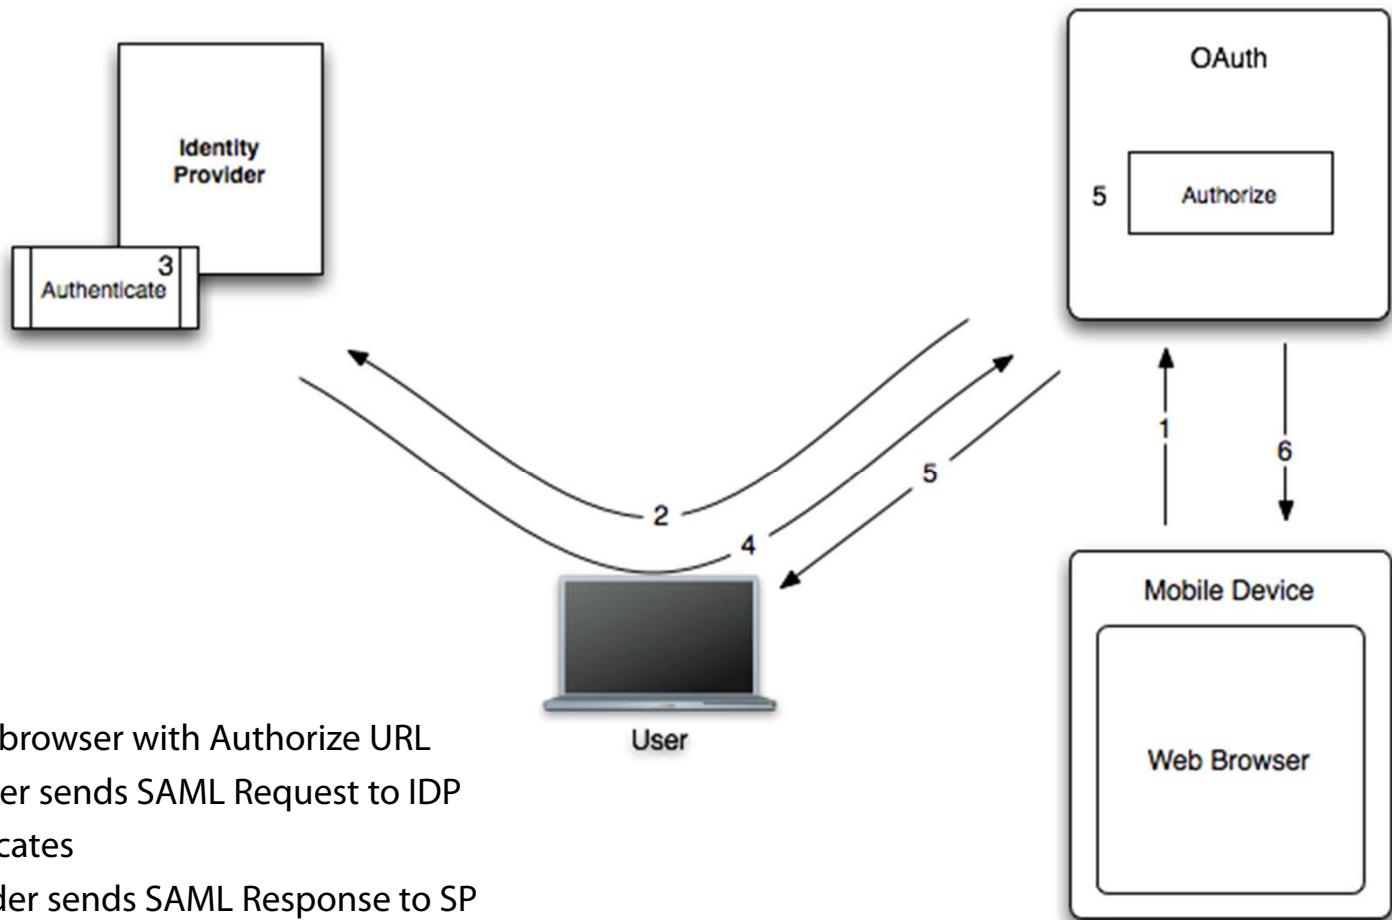 OAuth
Identity
Provider
5
Authorize
3
Authenticate
1
6
5
2
4
Mobile Device
browser with Authorize URL
User
Web Browser
er sends SAML Request to IDP
cates
der sends SAML Response to SP